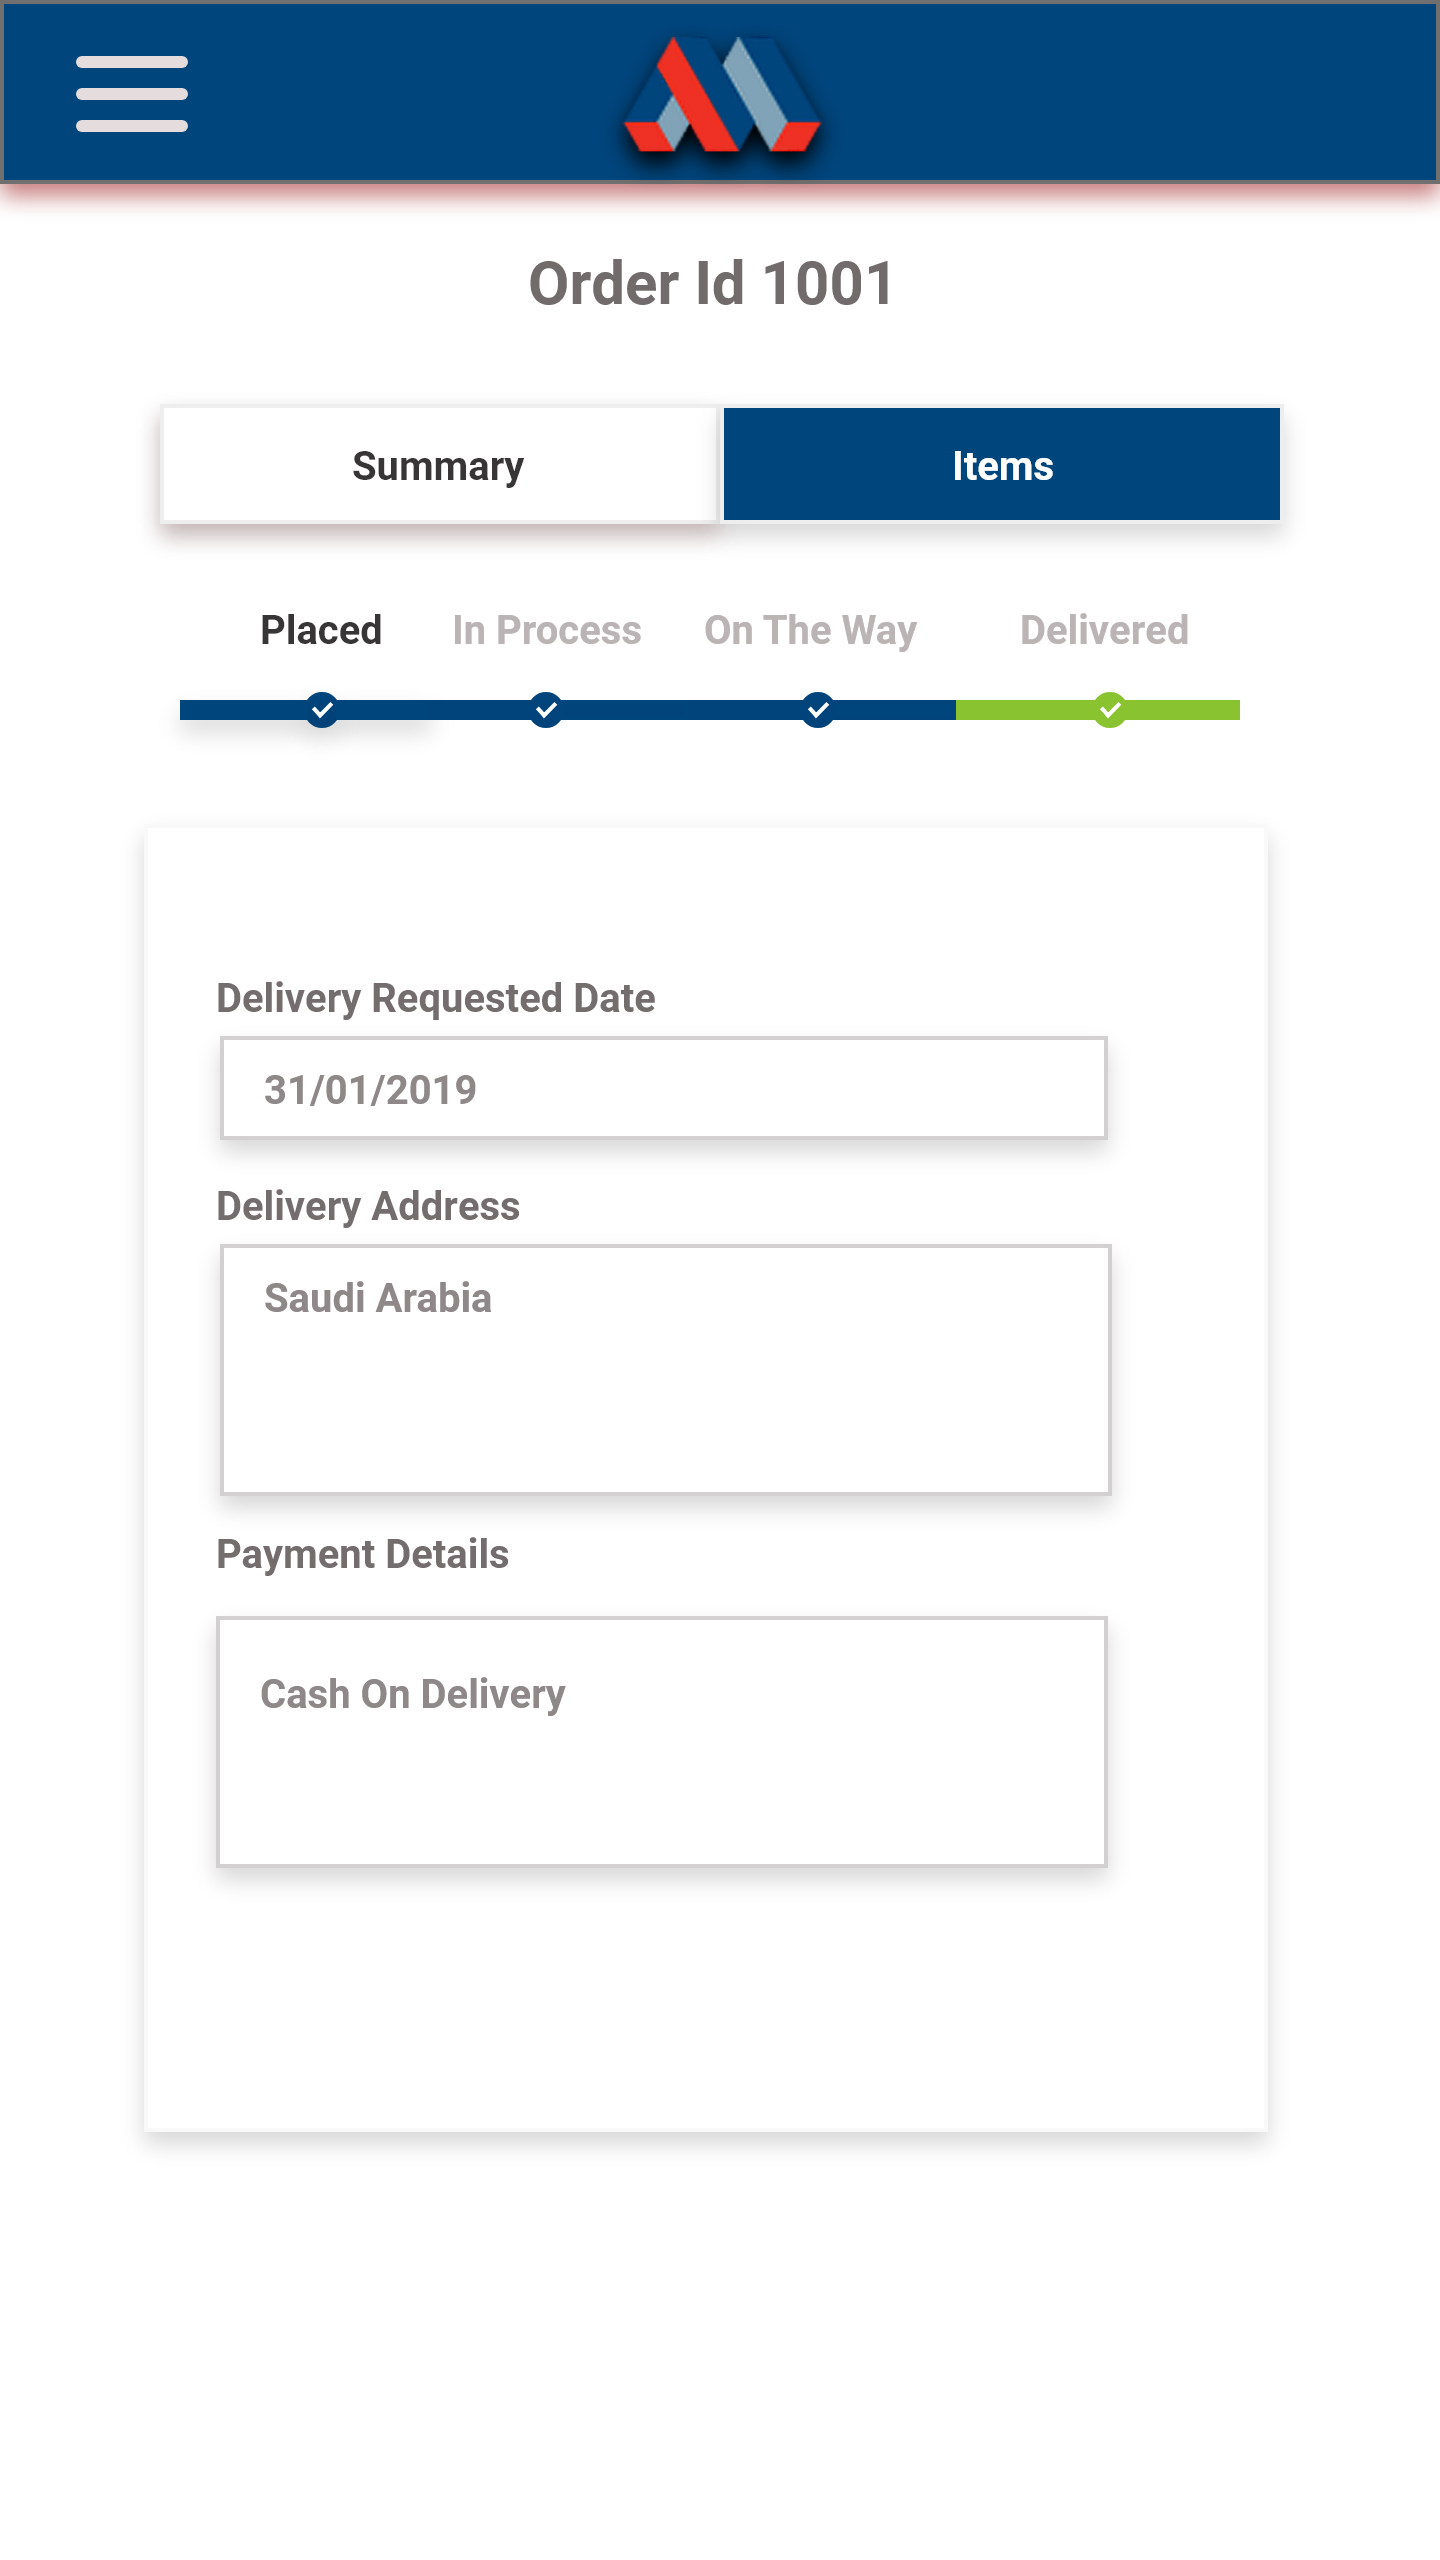 Order Id 1001
Summary Items
Placed In Process On The Way Delivered
Delivery Requested Date
31/01/2019
Delivery Address
Saudi Arabia
Payment Details
Cash On Delivery